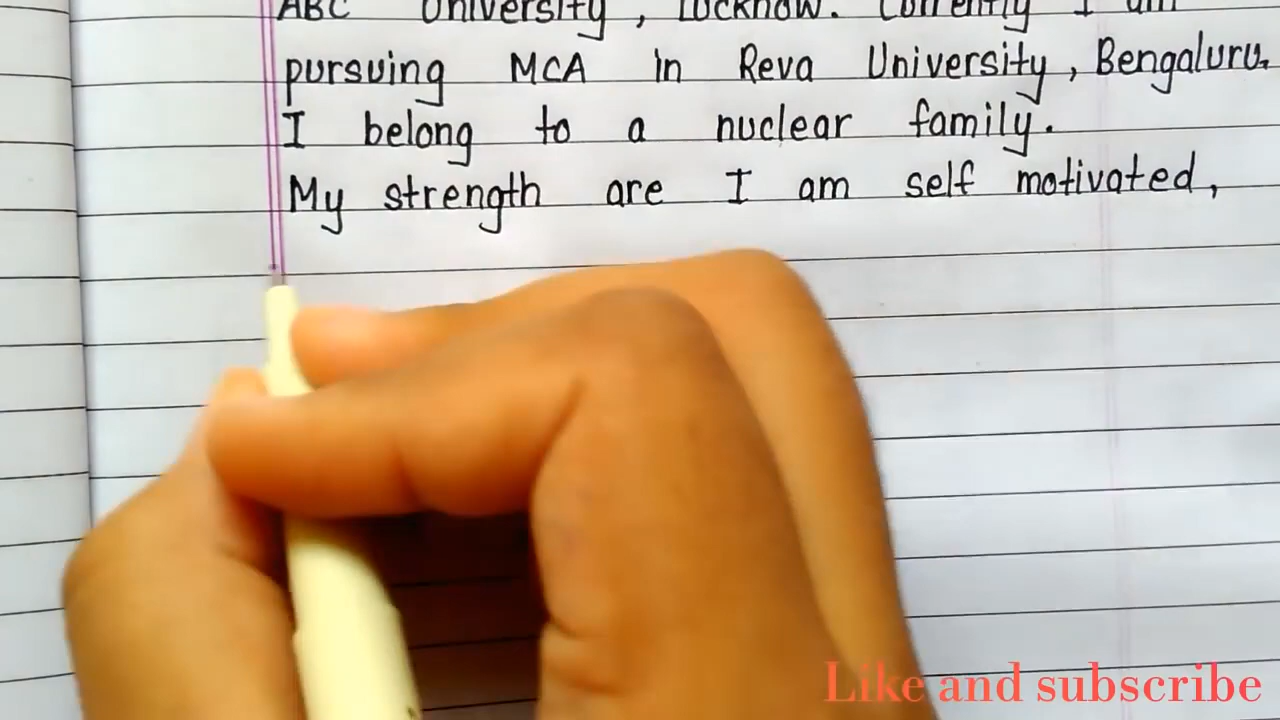 ABC University, Lucknow. Currently I am
pursuing MCA in Reva University, Bengaluru.
I belong to a nuclear family.
My strength are I am self motivated,
Like and subscribe